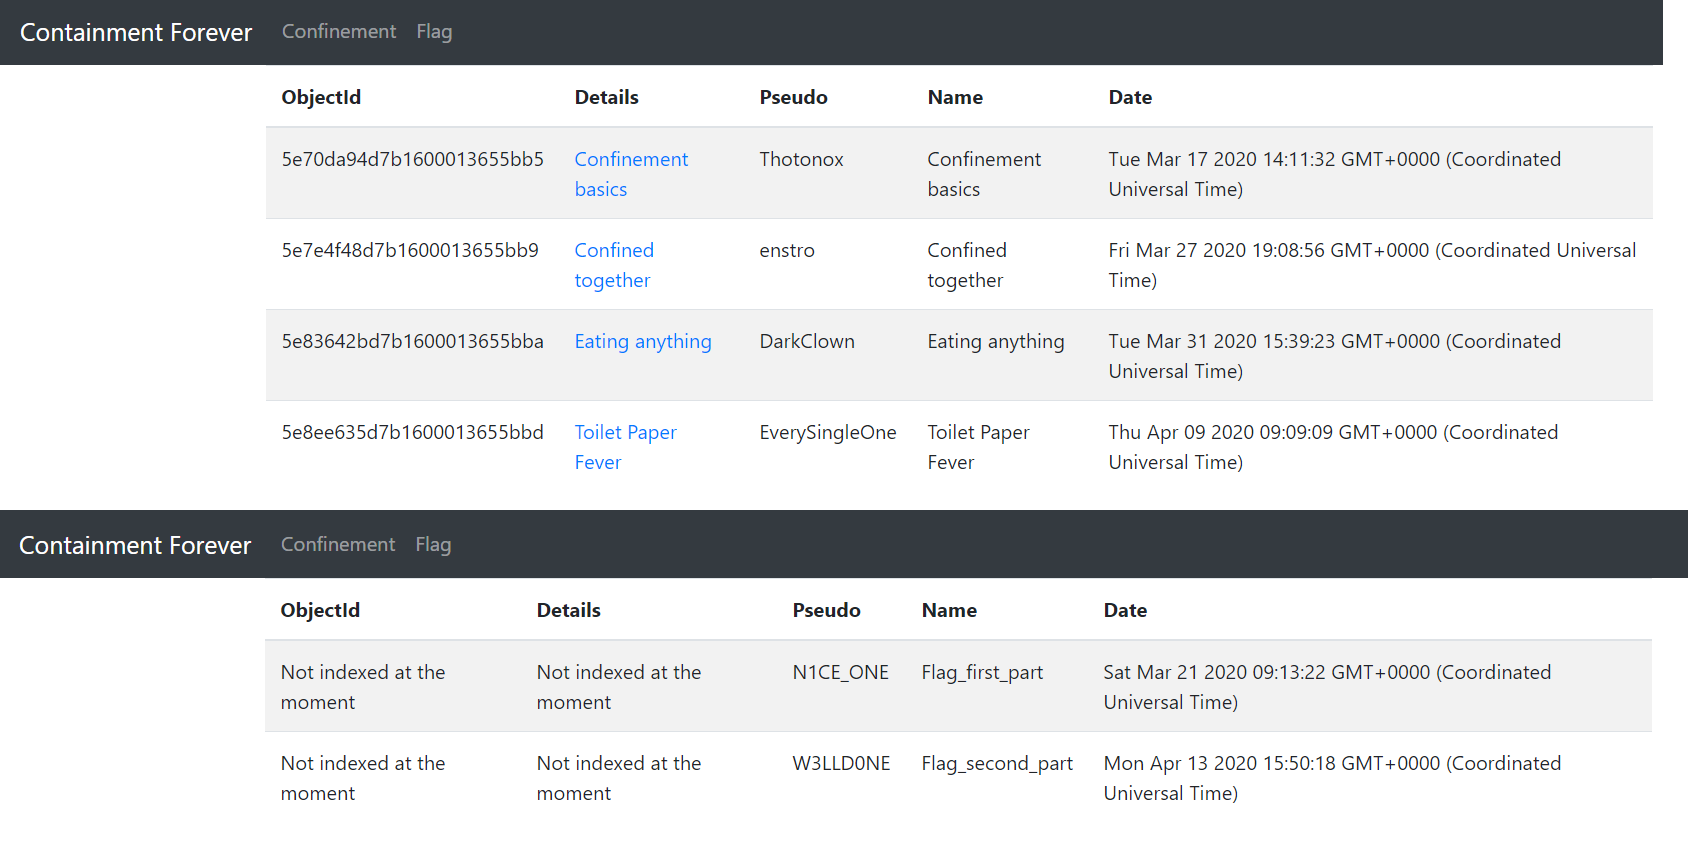 Containment Forever Confinement Flag
ObjectId Details Pseudo Name Date
5e70da94d7b1600013655bb5 Confinement Thotonox Confinement Tue Mar 17 2020 14:11:32 GMT+0000 (Coordinated
basics basics Universal Time)
5e7e4f48d7b1600013655bb9 Confined enstro Confined Fri Mar 27 2020 19:08:56 GMT+0000 (Coordinated Universal
together together Time)
5e83642bd7b1600013655bba Eating anything DarkClown Eating anything Tue Mar 31 2020 15:39:23 GMT+0000 (Coordinated
Universal Time)
5e8ee635d7b1600013655bbd Toilet Paper EverySingleOne Toilet Paper Thu Apr 09 2020 09:09:09 GMT+0000 (Coordinated
Fever Fever Universal Time)
Containment Forever Confinement Flag
ObjectId Details Pseudo Name Date
Not indexed at the Not indexed at the N1CE_ONE Flag_first_part Sat Mar 21 2020 09:13:22 GMT+0000 (Coordinated
moment moment Universal Time)
Not indexed at the Not indexed at the W3LLD0NE Flag_second_part Mon Apr 13 2020 15:50:18 GMT+0000 (Coordinated
moment moment Universal Time)